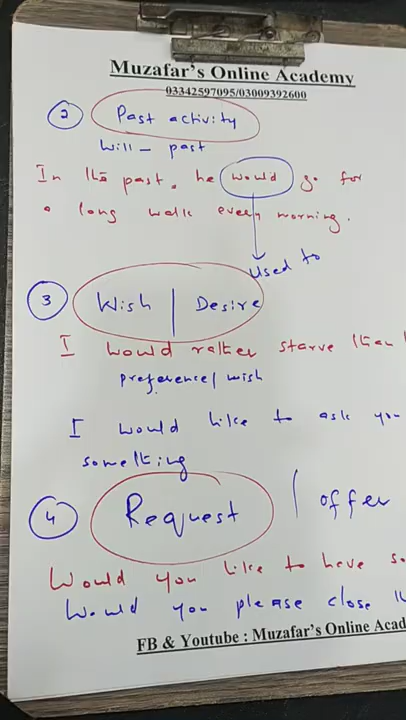 Muzafar's Online Academy
03342597095/03009392600
2 Past activity
Will - past
In the past, he would go for
a long walk every morning.
Used to
3 Wish | Desire
I would rather starve than
preference/wish
I would like to ask you
something
4 Request / offer
Would you like to have
Would you please close
FB & Youtube : Muzafar's Online